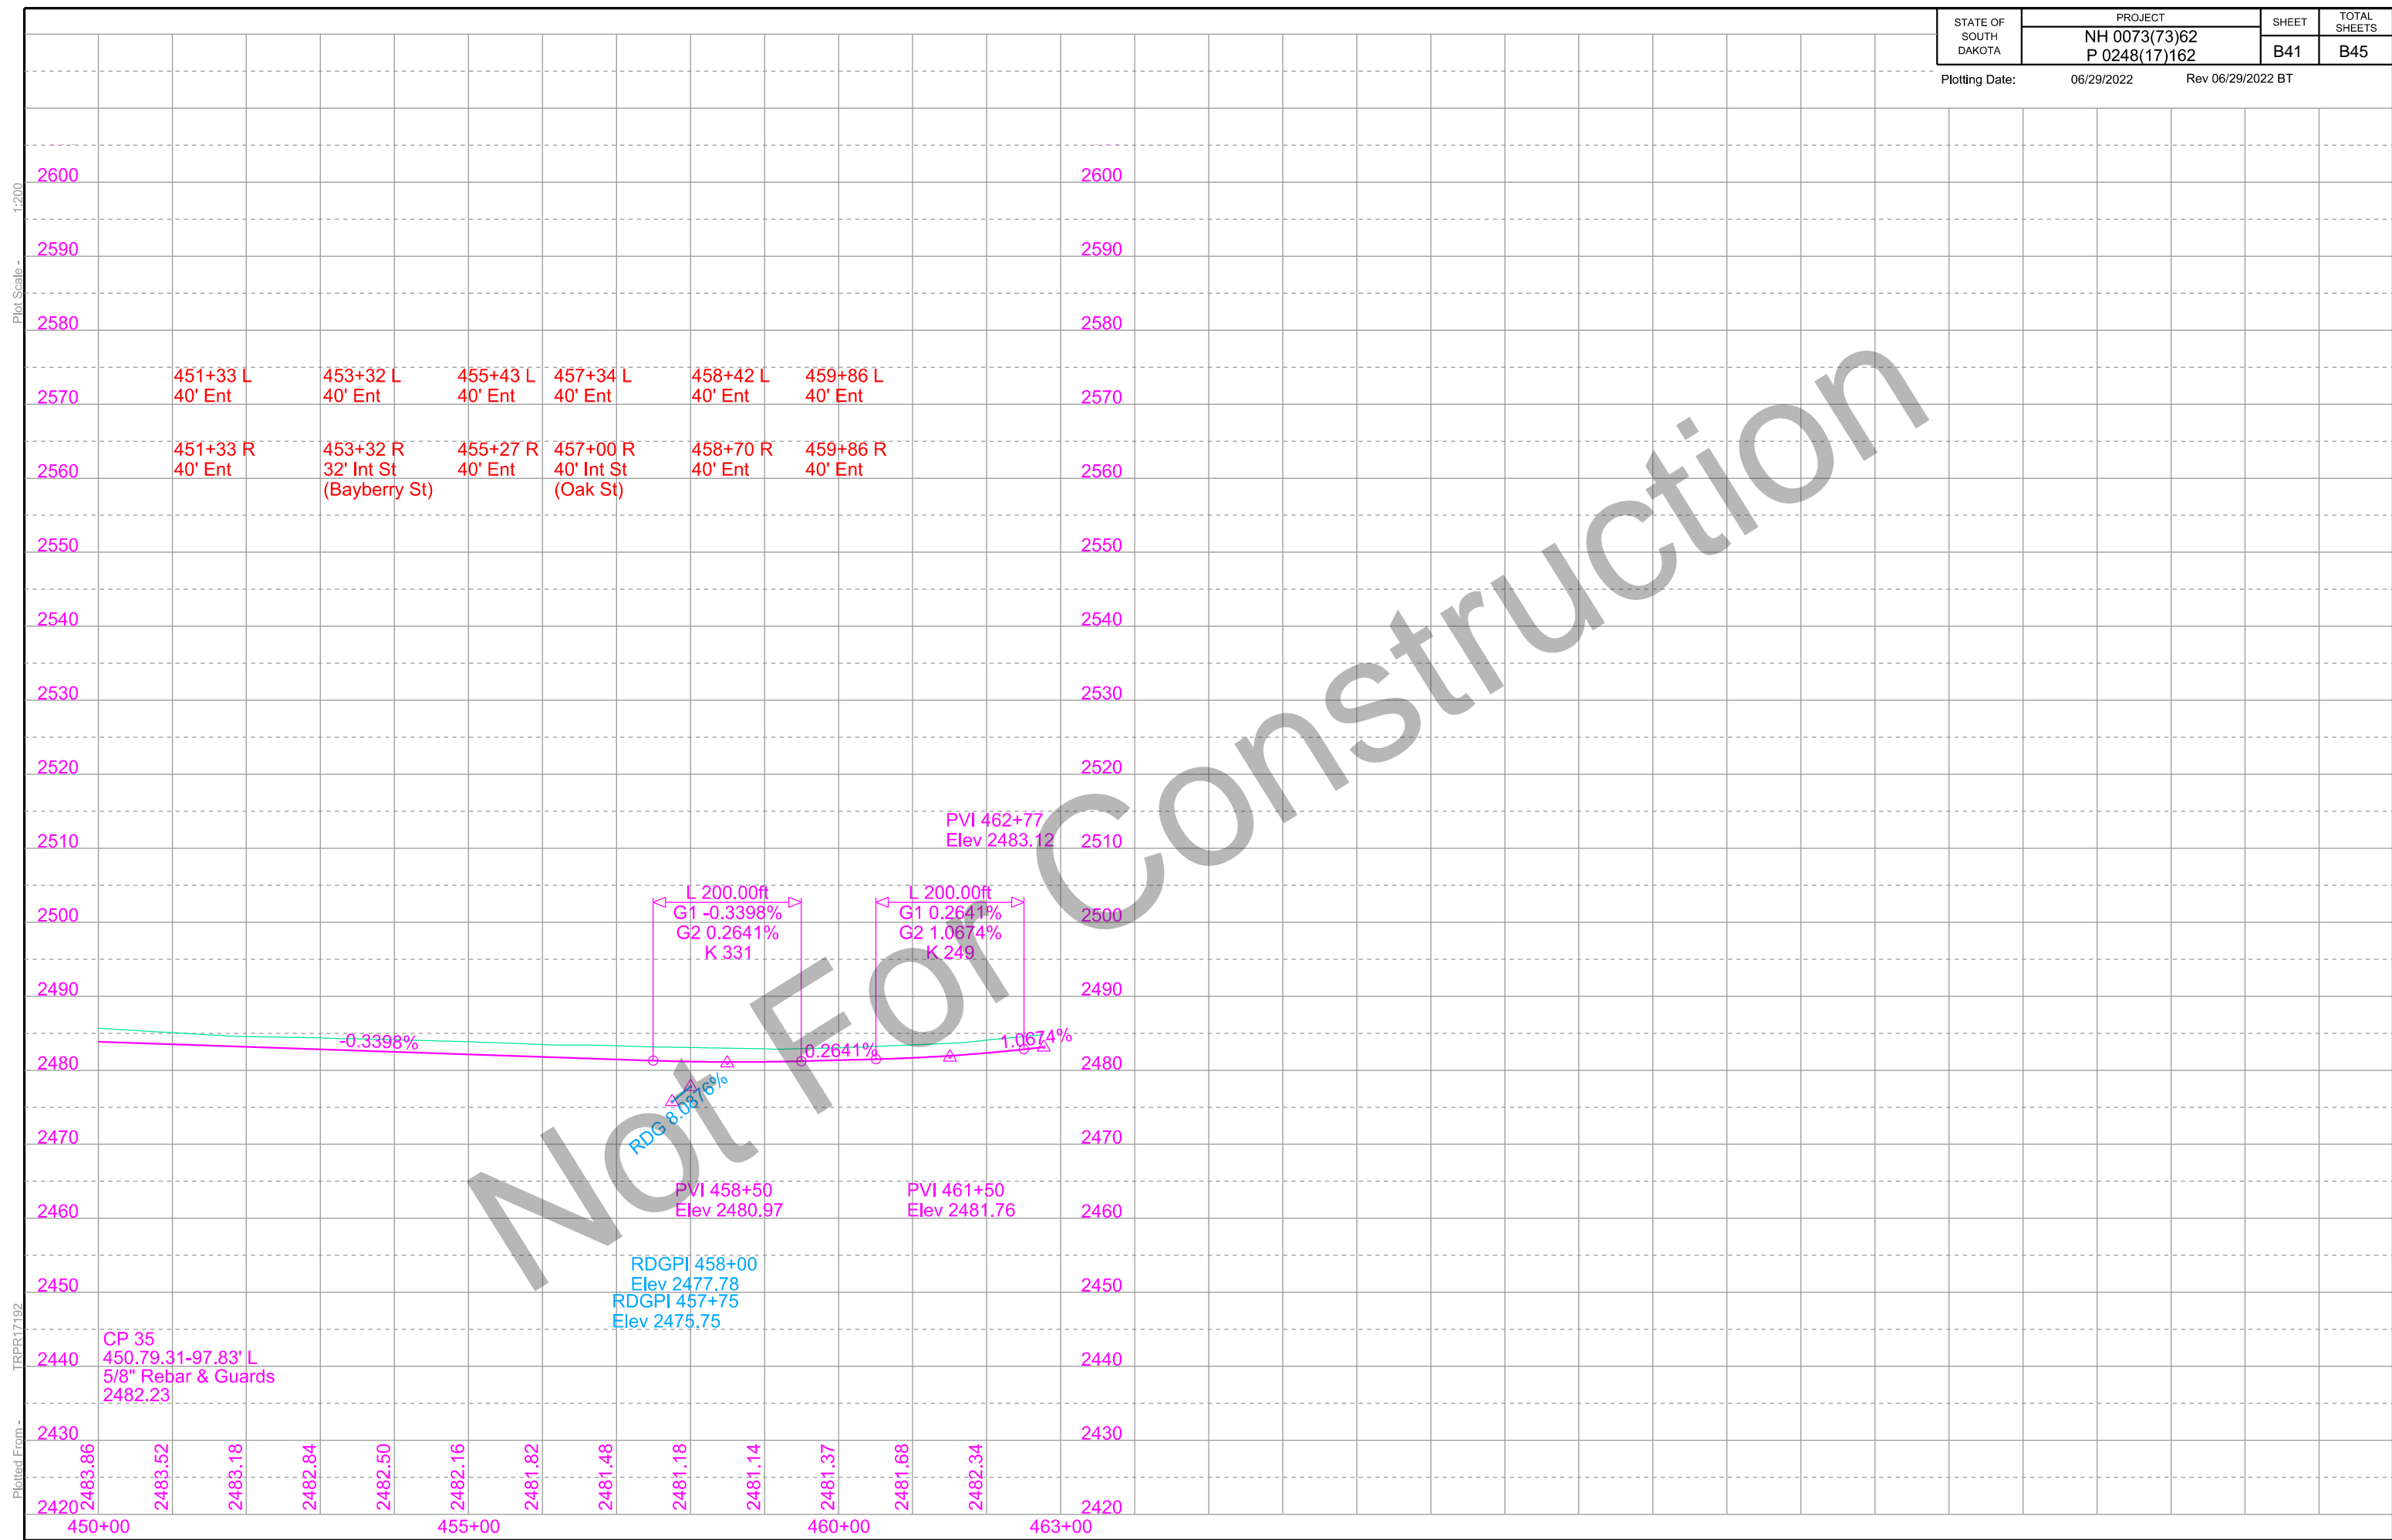 STATE OF
SOUTH
DAKOTA
PROJECT
NH 0073(73)62
P 0248(17)162
SHEET
B41
TOTAL
SHEETS
B45
Plotting Date: 06/29/2022 Rev 06/29/2022 BT
Plot Scale - 1:200
Plotted From - TRPR17192
2600 2600
2590 2590
2580 2580
451+33 L
40' Ent
453+32 L
40' Ent
455+43 L
40' Ent
457+34 L
40' Ent
458+42 L
40' Ent
459+86 L
40' Ent
2570 2570
451+33 R
40' Ent
453+32 R
32' Int St
(Bayberry St)
455+27 R
40' Ent
457+00 R
40' Int St
(Oak St)
458+70 R
40' Ent
459+86 R
40' Ent
2560 2560
2550 2550
2540 2540
2530 2530
2520 2520
PVI 462+77
Elev 2483.12
2510 2510
L 200.00ft
G1 -0.3398%
G2 0.2641%
K 331
L 200.00ft
G1 0.2641%
G2 1.0674%
K 249
2500 2500
2490 2490
-0.3398%
0.2641%
1.0674%
2480 2480
RDG 8.0876%
2470 2470
PVI 458+50
Elev 2480.97
PVI 461+50
Elev 2481.76
2460 2460
RDGPI 458+00
Elev 2477.78
RDGPI 457+75
Elev 2475.75
2450 2450
CP 35
450.79.31-97.83' L
5/8" Rebar & Guards
2482.23
2440 2440
2430 2430
2483.86
2483.52
2483.18
2482.84
2482.50
2482.16
2481.82
2481.48
2481.18
2481.14
2481.37
2481.68
2482.34
2420 2420
450+00 455+00 460+00 463+00
Not For Construction